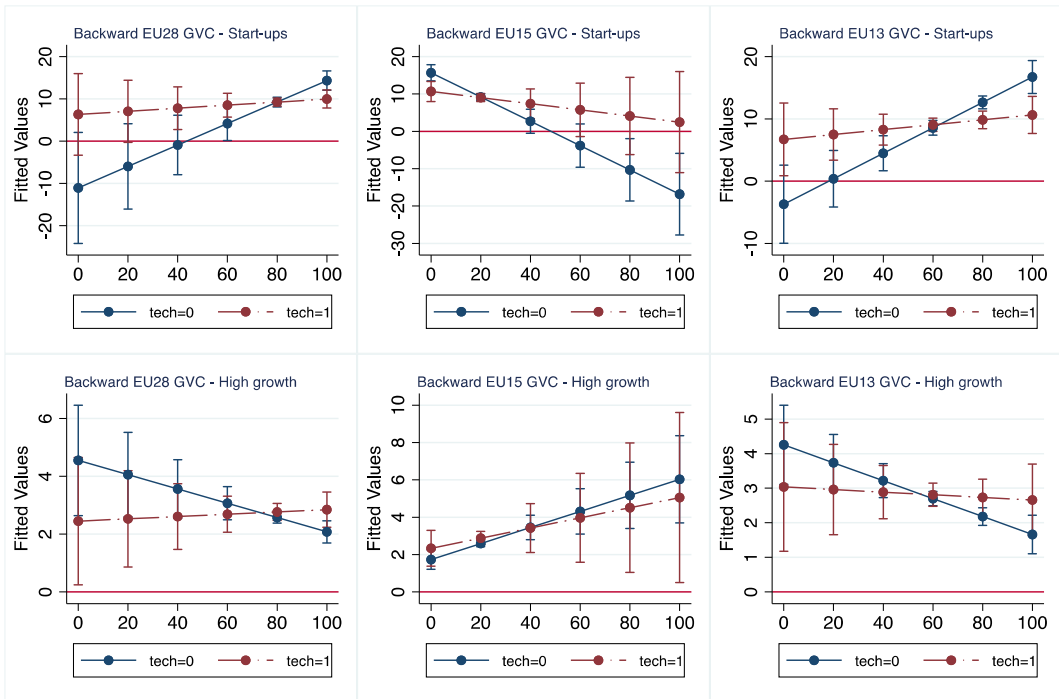 Backward EU28 GVC - Start-ups
Fitted Values
20
10
0
-10
-20
0 20 40 60 80 100
tech=0 tech=1
Backward EU15 GVC - Start-ups
Fitted Values
20
10
0
-10
-20
-30
0 20 40 60 80 100
tech=0 tech=1
Backward EU13 GVC - Start-ups
Fitted Values
20
10
0
-10
0 20 40 60 80 100
tech=0 tech=1
Backward EU28 GVC - High growth
Fitted Values
6
4
2
0
0 20 40 60 80 100
tech=0 tech=1
Backward EU15 GVC - High growth
Fitted Values
10
8
6
4
2
0
0 20 40 60 80 100
tech=0 tech=1
Backward EU13 GVC - High growth
Fitted Values
5
4
3
2
1
0
0 20 40 60 80 100
tech=0 tech=1